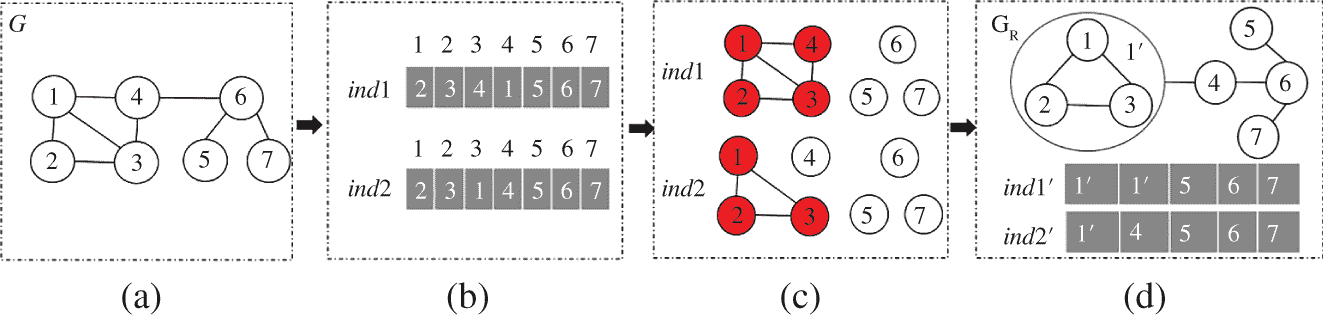 G
1 4 6
2 3 5 7
1 2 3 4 5 6 7
ind1 2 3 4 1 5 6 7
1 2 3 4 5 6 7
ind2 2 3 1 4 5 6 7
ind1
1 4 6
2 3 5 7
ind2
1 4 6
2 3 5 7
G_R
1 1′ 5
2 3 4 6
7
ind1′ 1′ 1′ 5 6 7
ind2′ 1′ 4 5 6 7
(a) (b) (c) (d)